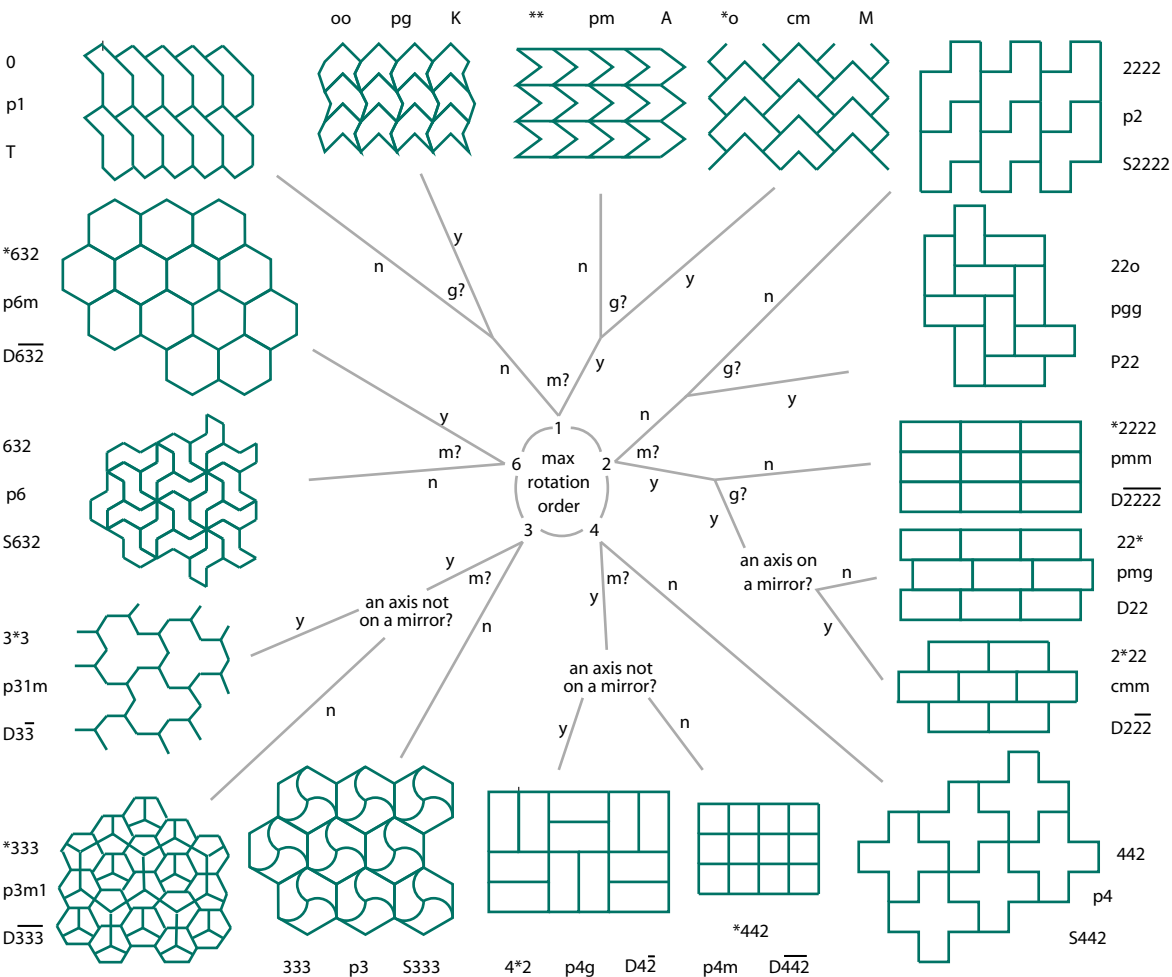 oo pg K
** pm A
*o cm M
0
p1
T
2222
p2
S2222
*632
p6m
D6̅3̅2̅
22o
pgg
P22
632
p6
S632
*2222
pmm
D2̅2̅2̅2̅
22*
pmg
D22
3*3
p31m
D33̅
2*22
cmm
D22̅2̅
*333
p3m1
D3̅3̅3̅
442
p4
S442
333 p3 S333
4*2 p4g D42̅
*442
p4m D4̅4̅2̅
max
rotation
order
1
2
3
4
6
m?
n
y
g?
n
y
g?
n
y
m?
n
y
g?
n
y
g?
n
y
an axis on
a mirror?
n
y
m?
n
y
an axis not
on a mirror?
y
n
m?
n
y
an axis not
on a mirror?
y
n
m?
y
n